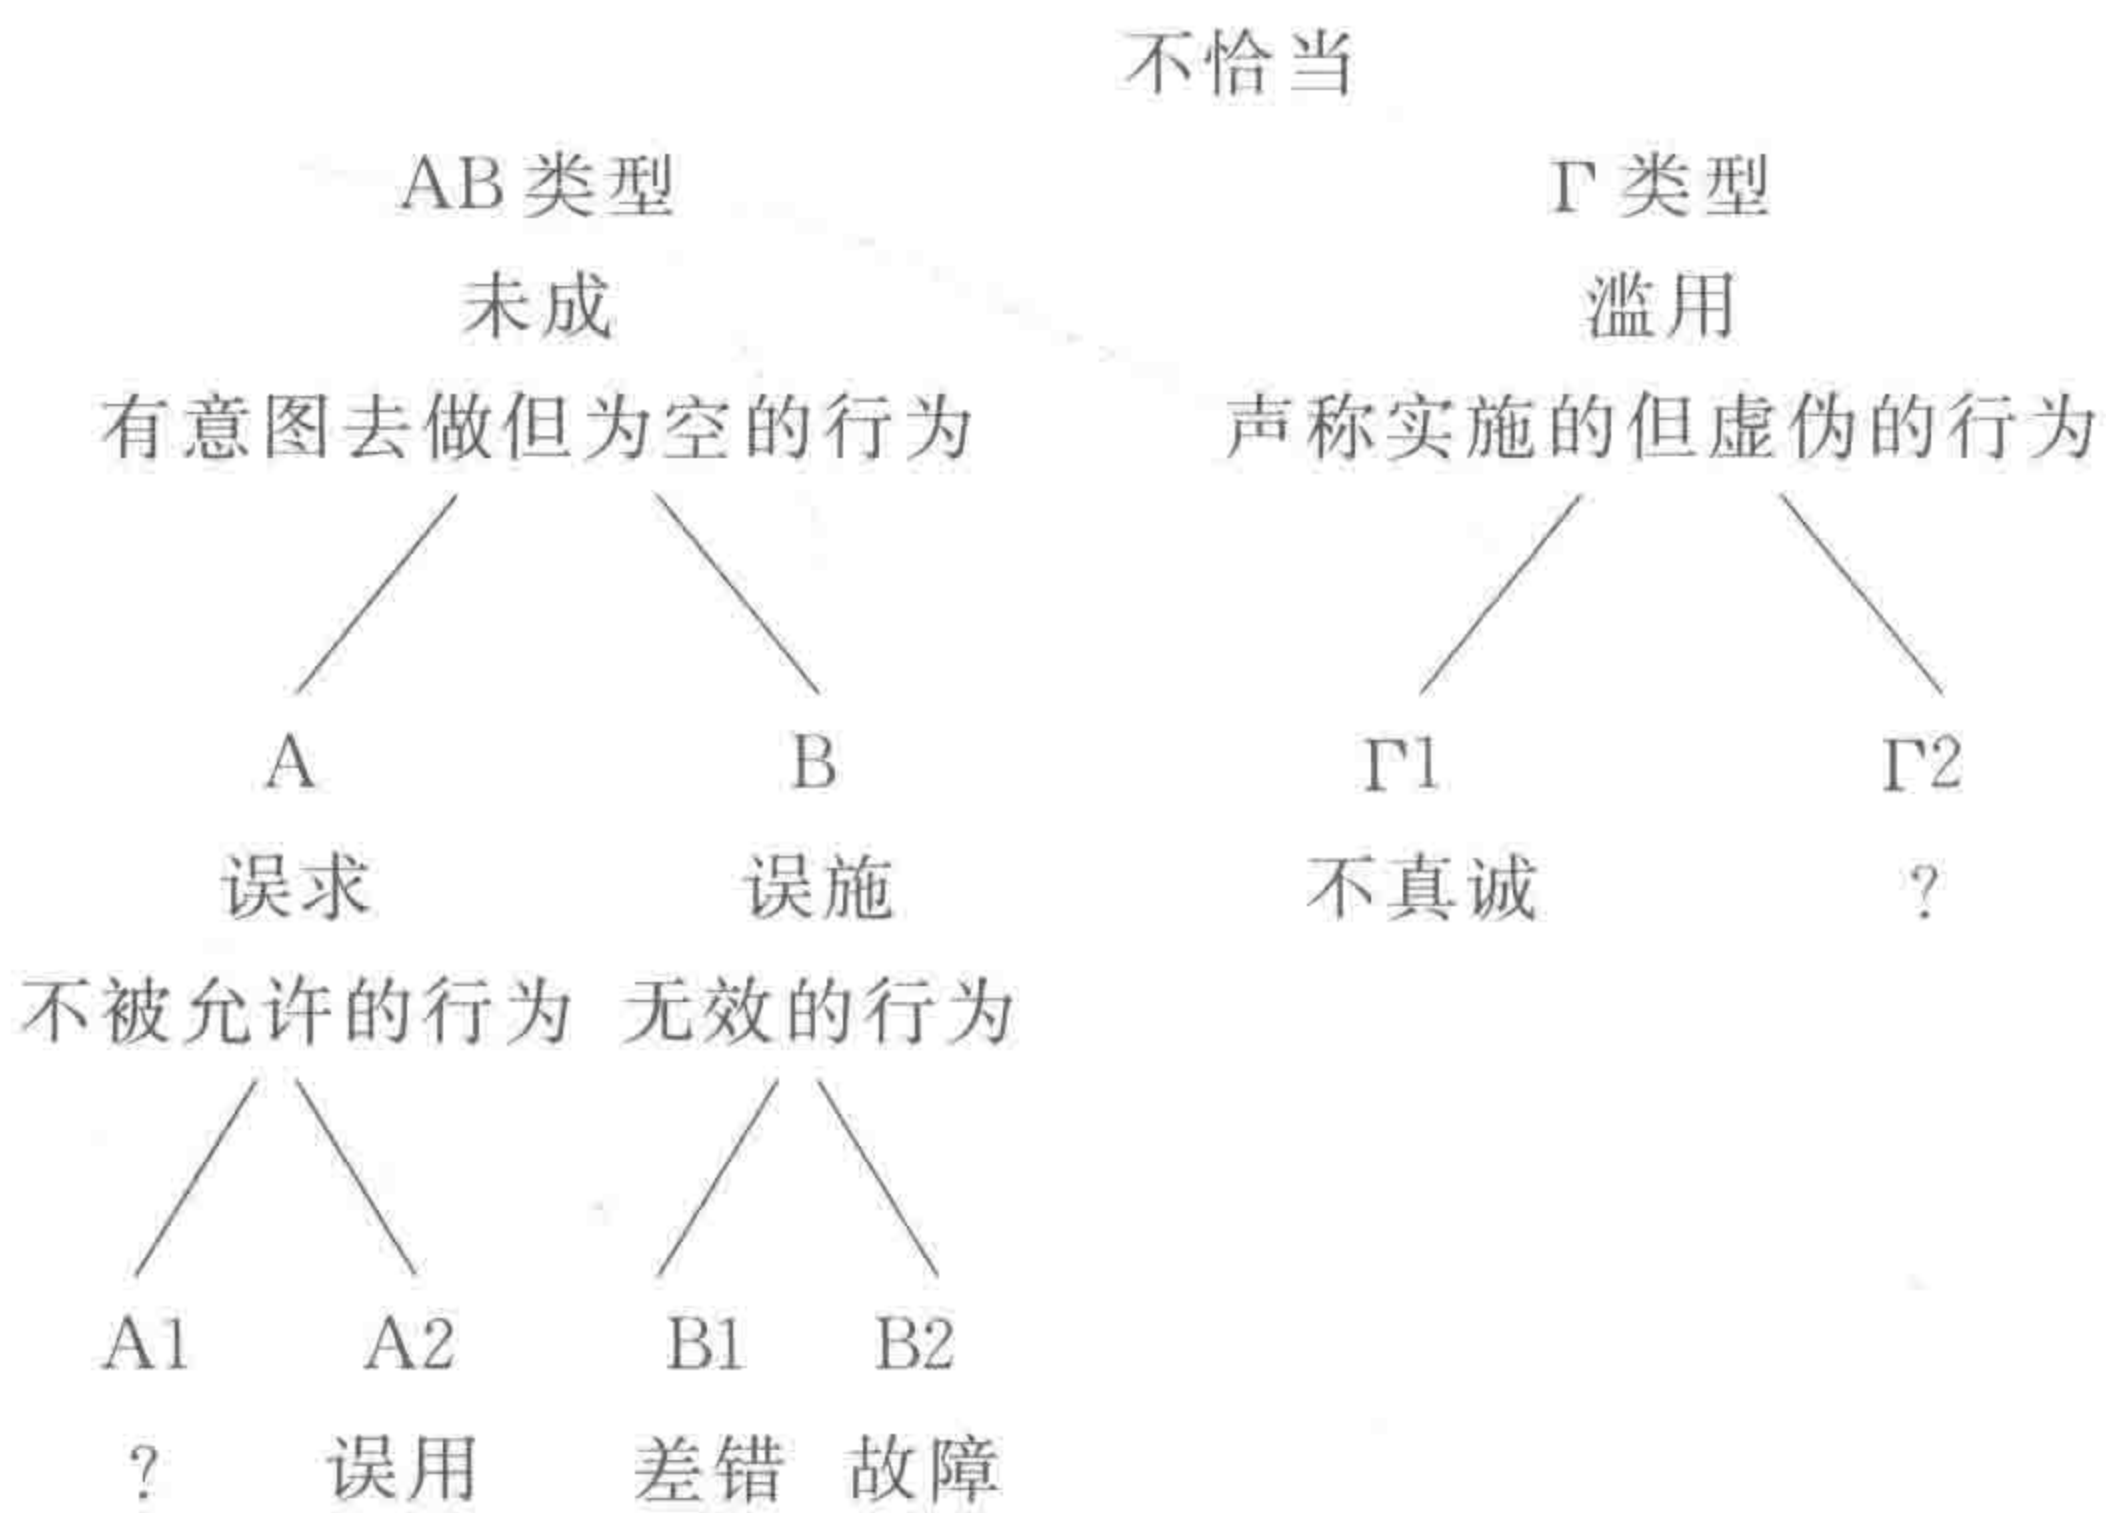 不恰当
AB类型 Γ类型
未成 滥用
有意图去做但为空的行为 声称实施的但虚伪的行为
A B Γ1 Γ2
误求 误施 不真诚 ?
不被允许的行为 无效的行为
A1 A2 B1 B2
? 误用 差错 故障